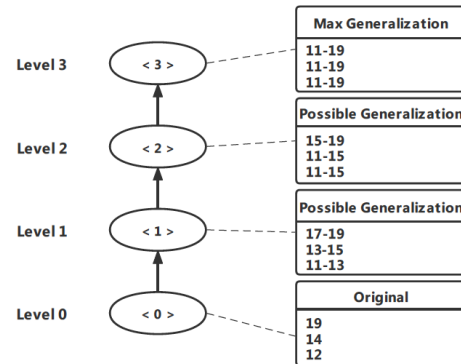 Max Generalization
11-19
11-19
11-19
Level 3
< 3 >
Possible Generalization
15-19
11-15
11-15
Level 2
< 2 >
Possible Generalization
17-19
13-15
11-13
Level 1
< 1 >
Original
19
14
12
Level 0
< 0 >